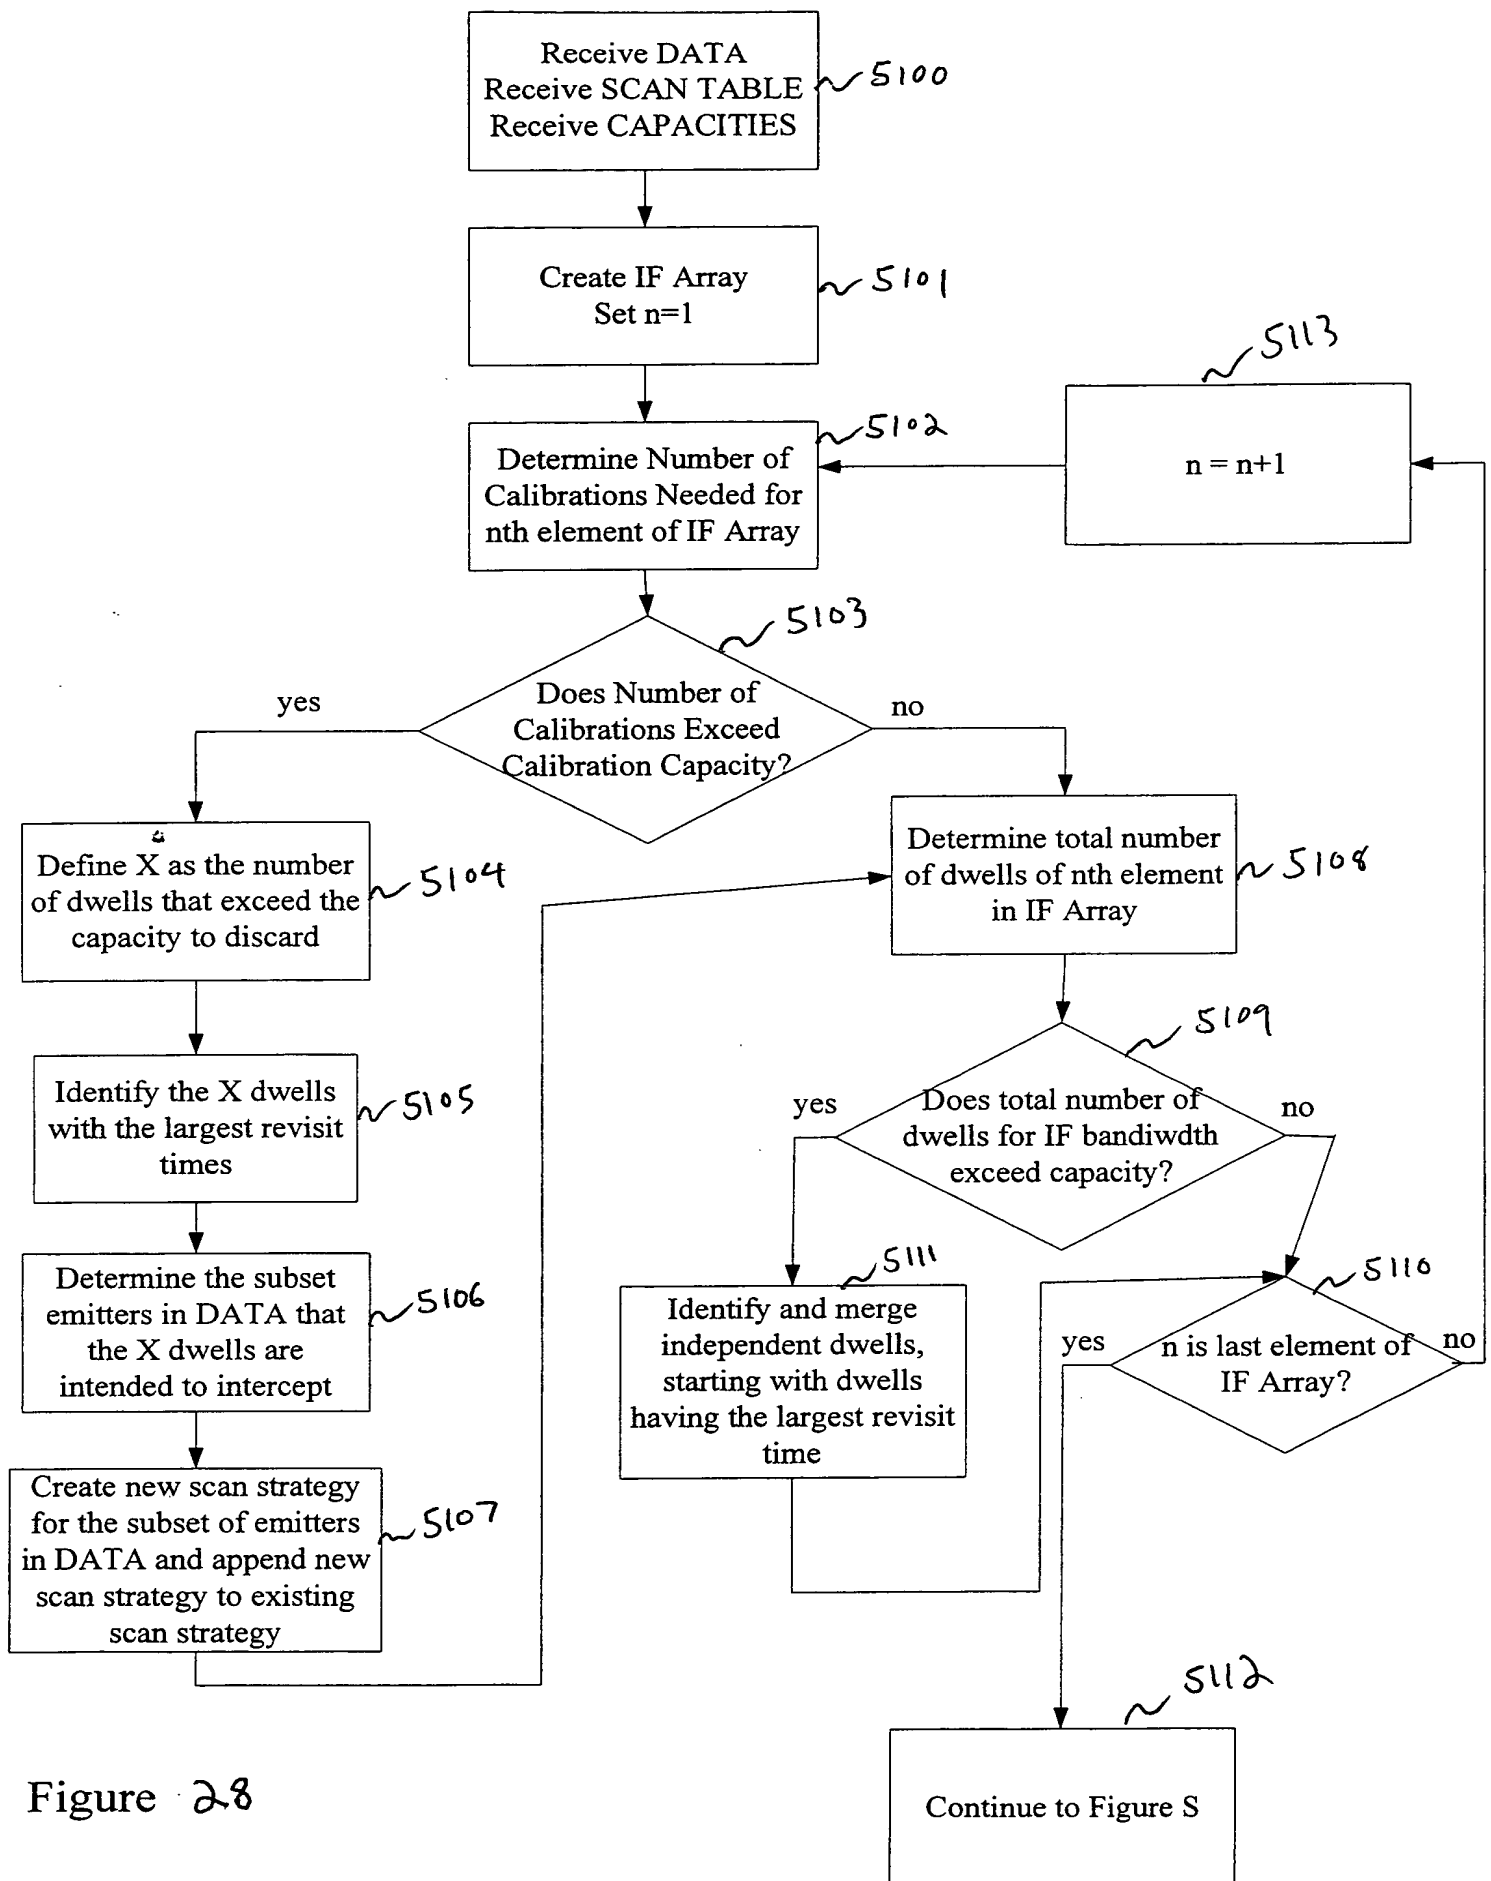 Receive DATA
Receive SCAN TABLE
Receive CAPACITIES
5100
Create IF Array
Set n=1
5101
5113
n = n+1
5102
Determine Number of
Calibrations Needed for
nth element of IF Array
5103
Does Number of
Calibrations Exceed
Calibration Capacity?
yes
no
Define X as the number
of dwells that exceed the
capacity to discard
5104
Determine total number
of dwells of nth element
in IF Array
5108
Identify the X dwells
with the largest revisit
times
5105
5109
Does total number of
dwells for IF bandiwdth
exceed capacity?
yes
no
Determine the subset
emitters in DATA that
the X dwells are
intended to intercept
5106
5111
Identify and merge
independent dwells,
starting with dwells
having the largest revisit
time
5110
n is last element of
IF Array?
yes
no
Create new scan strategy
for the subset of emitters
in DATA and append new
scan strategy to existing
scan strategy
5107
5112
Continue to Figure S
Figure 28